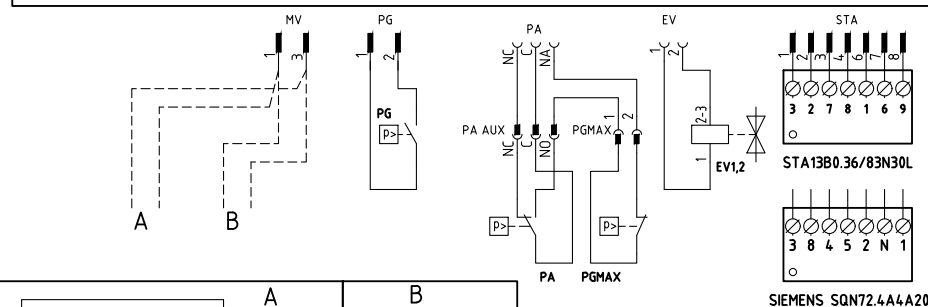 MV PG PA EV STA
1 3 1 2 NC C NA 1 2 1 2 3 4 6 7 8
3 2 7 8 1 6 9
PG
P>
PA AUX NC C NO PGMAX 1 2
2-3
1
EV1,2
STA13B0.36/83N30L
A B
P> P>
3 8 4 5 2 N 1
PA PGMAX
SIEMENS SQN72.4A4A20
A B